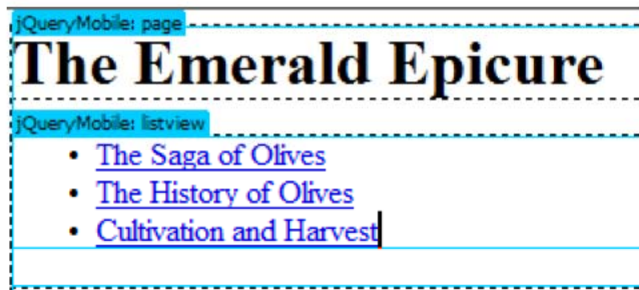 jQueryMobile: page
The Emerald Epicure
jQueryMobile: listview
• The Saga of Olives
• The History of Olives
• Cultivation and Harvest